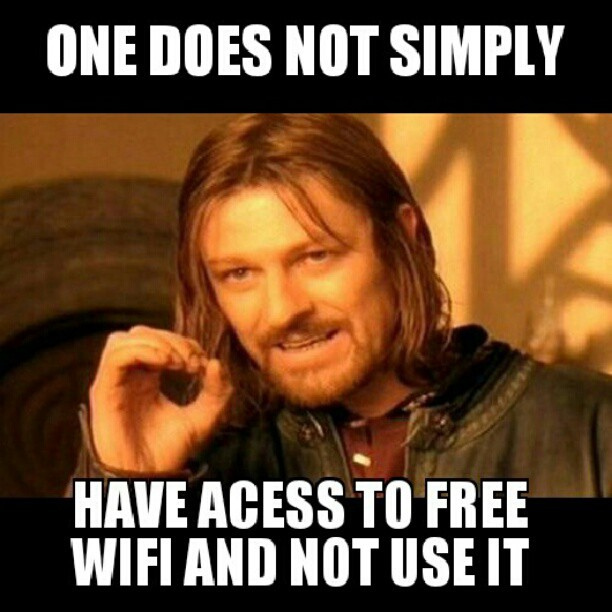 ONE DOES NOT SIMPLY
HAVE ACESS TO FREE
WIFI AND NOT USE IT